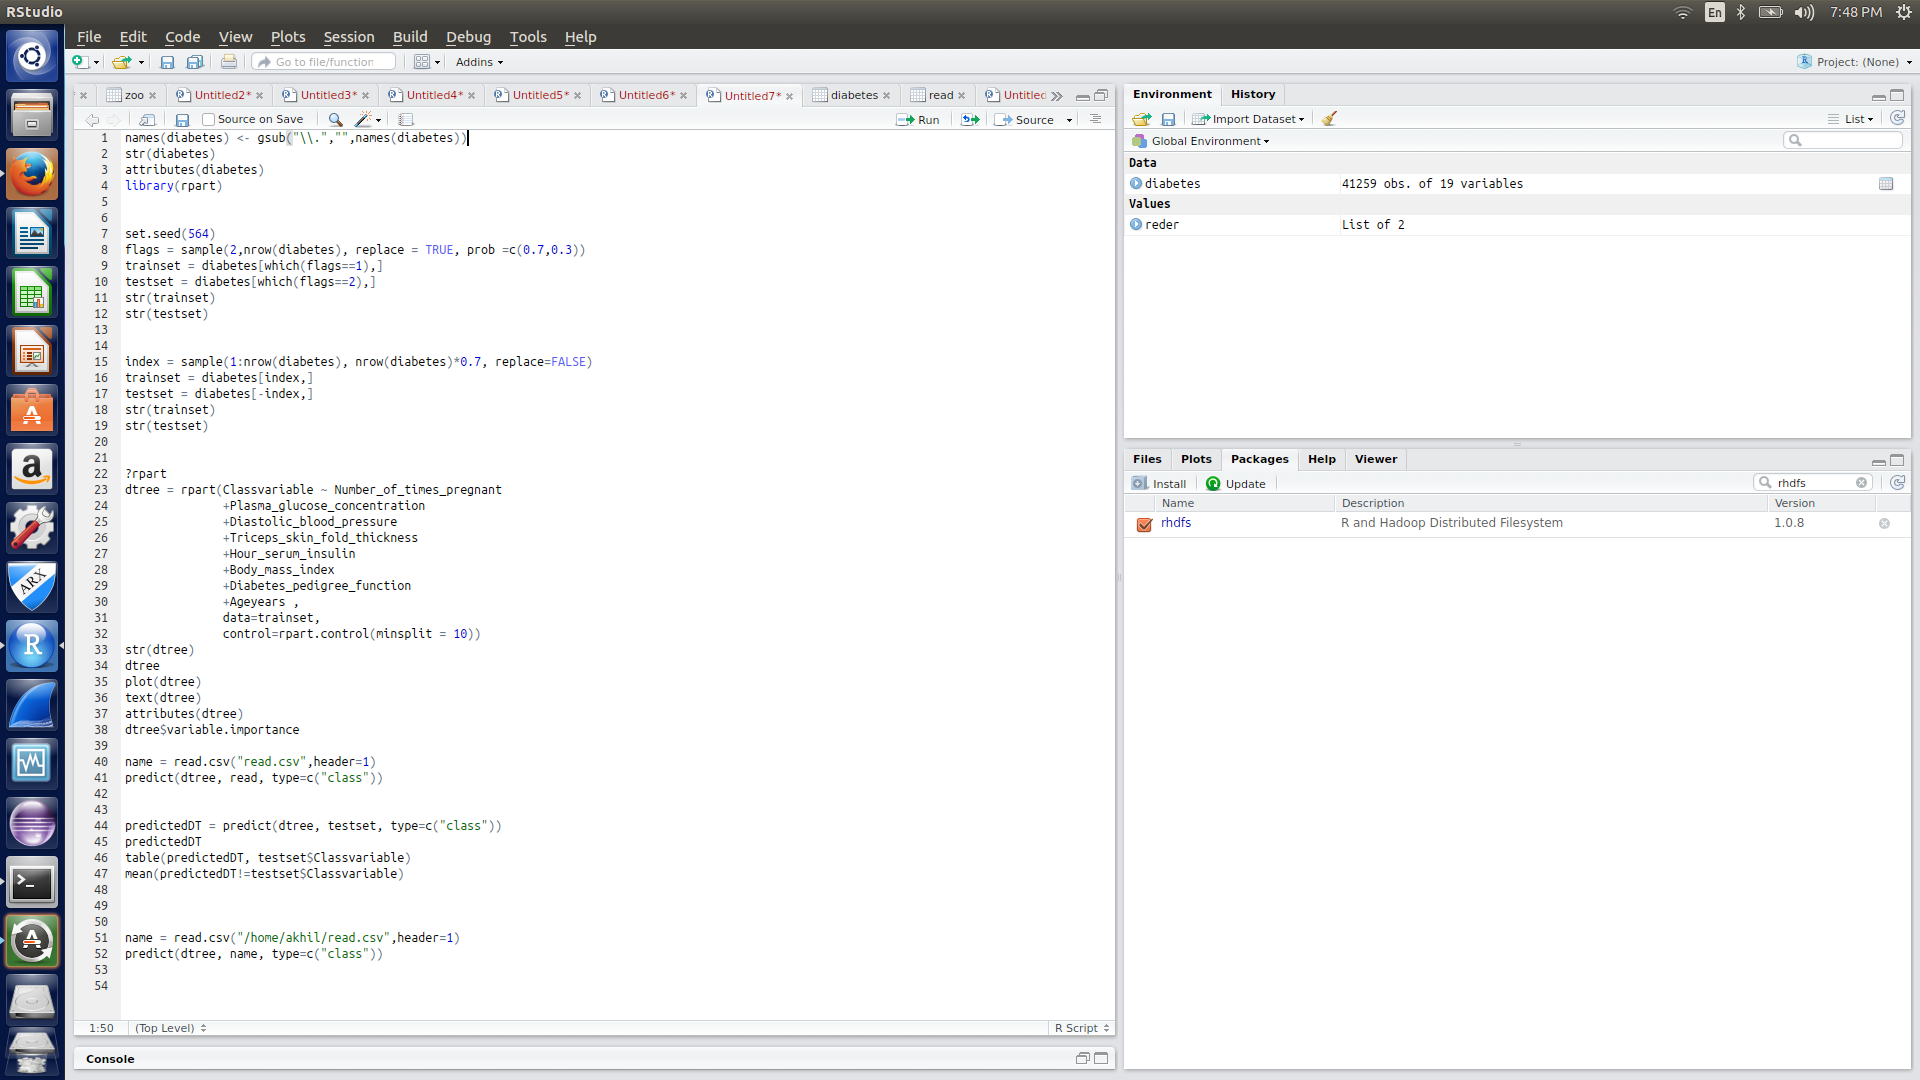 RStudio
En
7:48 PM
File Edit Code View Plots Session Build Debug Tools Help
Go to file/function
Addins
Project: (None)
zoo
Untitled2*
Untitled3*
Untitled4*
Untitled5*
Untitled6*
Untitled7*
diabetes
read
Untitled
Source on Save
Run
Source
1 names(diabetes) <- gsub("\\.","",names(diabetes))
2 str(diabetes)
3 attributes(diabetes)
4 library(rpart)
5
6
7 set.seed(564)
8 flags = sample(2,nrow(diabetes), replace = TRUE, prob =c(0.7,0.3))
9 trainset = diabetes[which(flags==1),]
10 testset = diabetes[which(flags==2),]
11 str(trainset)
12 str(testset)
13
14
15 index = sample(1:nrow(diabetes), nrow(diabetes)*0.7, replace=FALSE)
16 trainset = diabetes[index,]
17 testset = diabetes[-index,]
18 str(trainset)
19 str(testset)
20
21
22 ?rpart
23 dtree = rpart(Classvariable ~ Number_of_times_pregnant
24 +Plasma_glucose_concentration
25 +Diastolic_blood_pressure
26 +Triceps_skin_fold_thickness
27 +Hour_serum_insulin
28 +Body_mass_index
29 +Diabetes_pedigree_function
30 +Ageyears ,
31 data=trainset,
32 control=rpart.control(minsplit = 10))
33 str(dtree)
34 dtree
35 plot(dtree)
36 text(dtree)
37 attributes(dtree)
38 dtree$variable.importance
39
40 name = read.csv("read.csv",header=1)
41 predict(dtree, read, type=c("class"))
42
43
44 predictedDT = predict(dtree, testset, type=c("class"))
45 predictedDT
46 table(predictedDT, testset$Classvariable)
47 mean(predictedDT!=testset$Classvariable)
48
49
50
51 name = read.csv("/home/akhil/read.csv",header=1)
52 predict(dtree, name, type=c("class"))
53
54
1:50
(Top Level)
R Script
Console
Environment History
Import Dataset
List
Global Environment
Data
diabetes 41259 obs. of 19 variables
Values
reder List of 2
Files Plots Packages Help Viewer
Install
Update
rhdfs
Name Description Version
rhdfs R and Hadoop Distributed Filesystem 1.0.8
a
ARX
R
>_
A